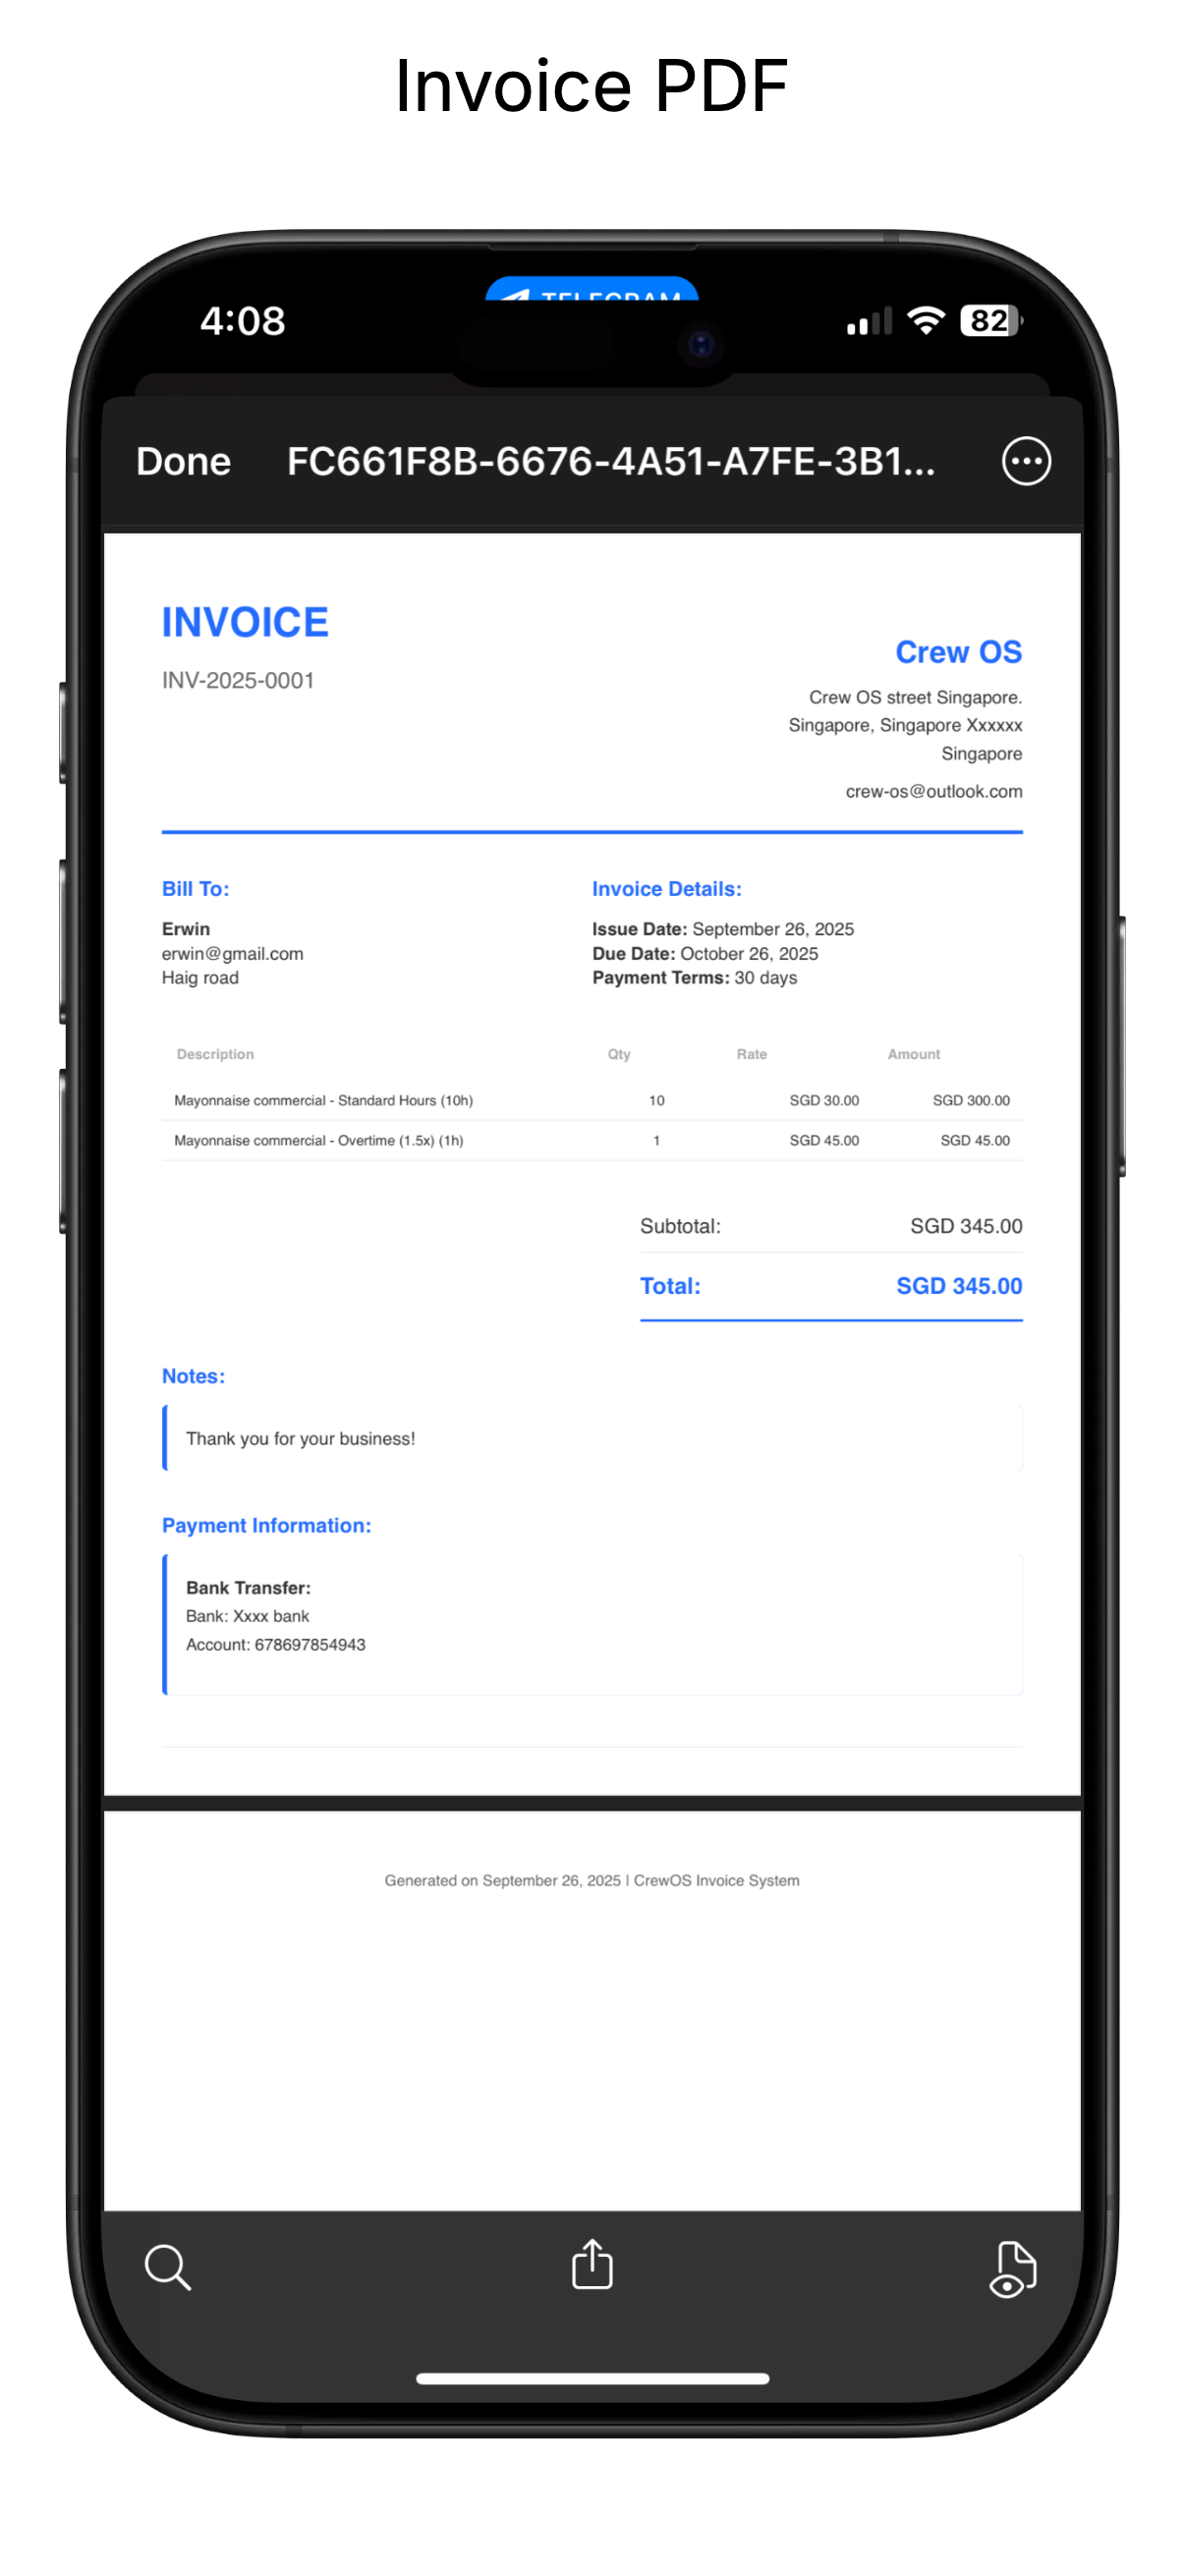 Invoice PDF
TELEGRAM
4:08
82
Done FC661F8B-6676-4A51-A7FE-3B1...
INVOICE
INV-2025-0001
Crew OS
Crew OS street Singapore.
Singapore, Singapore Xxxxxx
Singapore
crew-os@outlook.com
Bill To:
Erwin
erwin@gmail.com
Haig road
Invoice Details:
Issue Date: September 26, 2025
Due Date: October 26, 2025
Payment Terms: 30 days
Description Qty Rate Amount
Mayonnaise commercial - Standard Hours (10h) 10 SGD 30.00 SGD 300.00
Mayonnaise commercial - Overtime (1.5x) (1h) 1 SGD 45.00 SGD 45.00
Subtotal: SGD 345.00
Total: SGD 345.00
Notes:
Thank you for your business!
Payment Information:
Bank Transfer:
Bank: Xxxx bank
Account: 678697854943
Generated on September 26, 2025 | CrewOS Invoice System